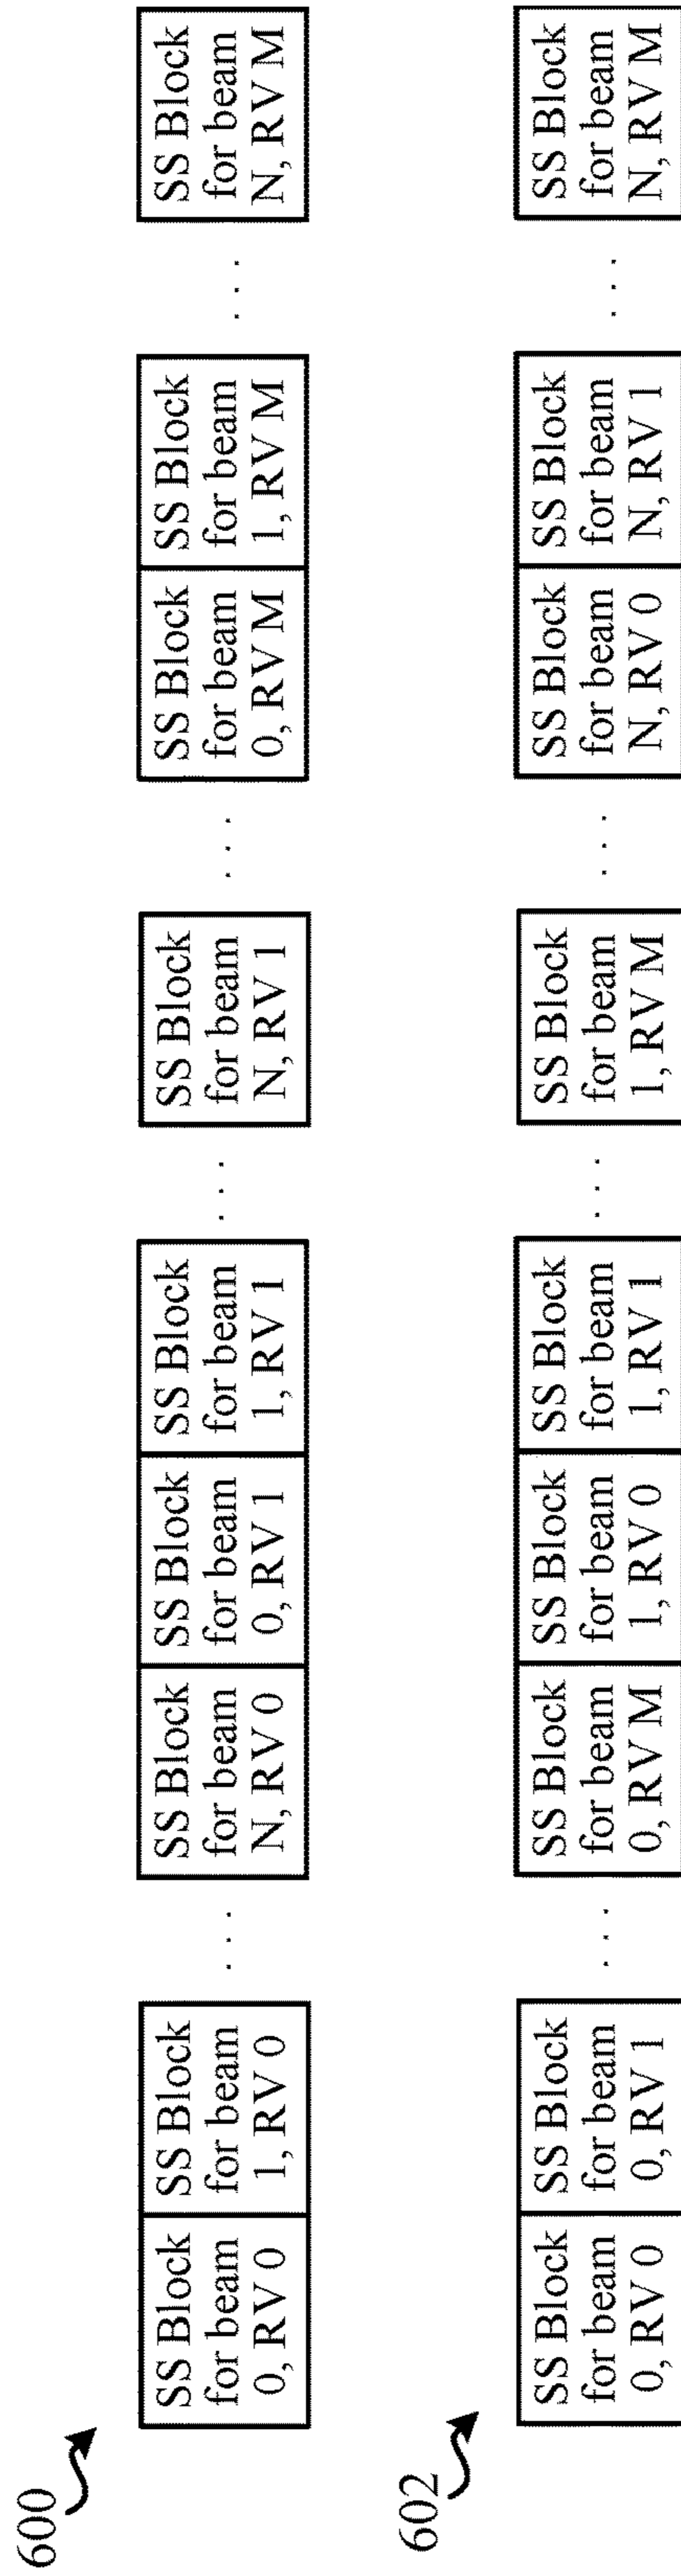 600
SS Block
for beam
0, RV 0
SS Block
for beam
1, RV 0
. . .
SS Block
for beam
N, RV 0
SS Block
for beam
0, RV 1
SS Block
for beam
1, RV 1
. . .
SS Block
for beam
N, RV 1
. . .
SS Block
for beam
0, RV M
SS Block
for beam
1, RV M
. . .
SS Block
for beam
N, RV M
602
SS Block
for beam
0, RV 0
SS Block
for beam
0, RV 1
. . .
SS Block
for beam
0, RV M
SS Block
for beam
1, RV 0
SS Block
for beam
1, RV 1
. . .
SS Block
for beam
1, RV M
. . .
SS Block
for beam
N, RV 0
SS Block
for beam
N, RV 1
. . .
SS Block
for beam
N, RV M